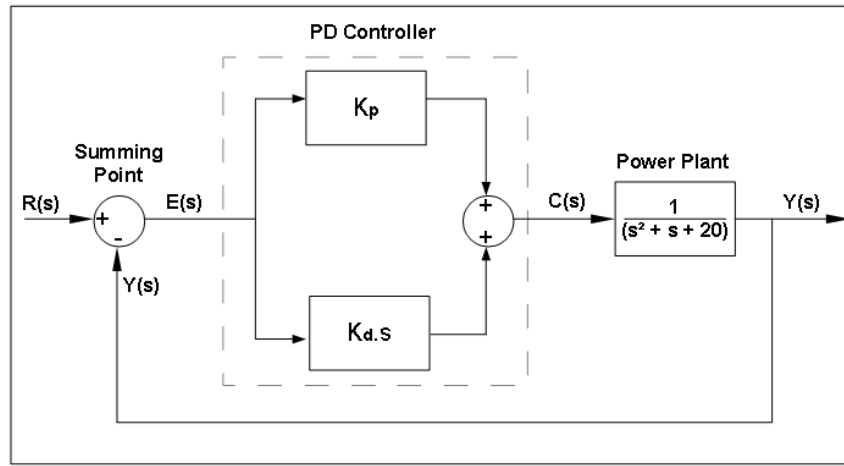 PD Controller
Kp
Summing
Point
Power Plant
R(s)
+
-
E(s)
+
+
C(s)
1
(s² + s + 20)
Y(s)
Y(s)
Kd.s